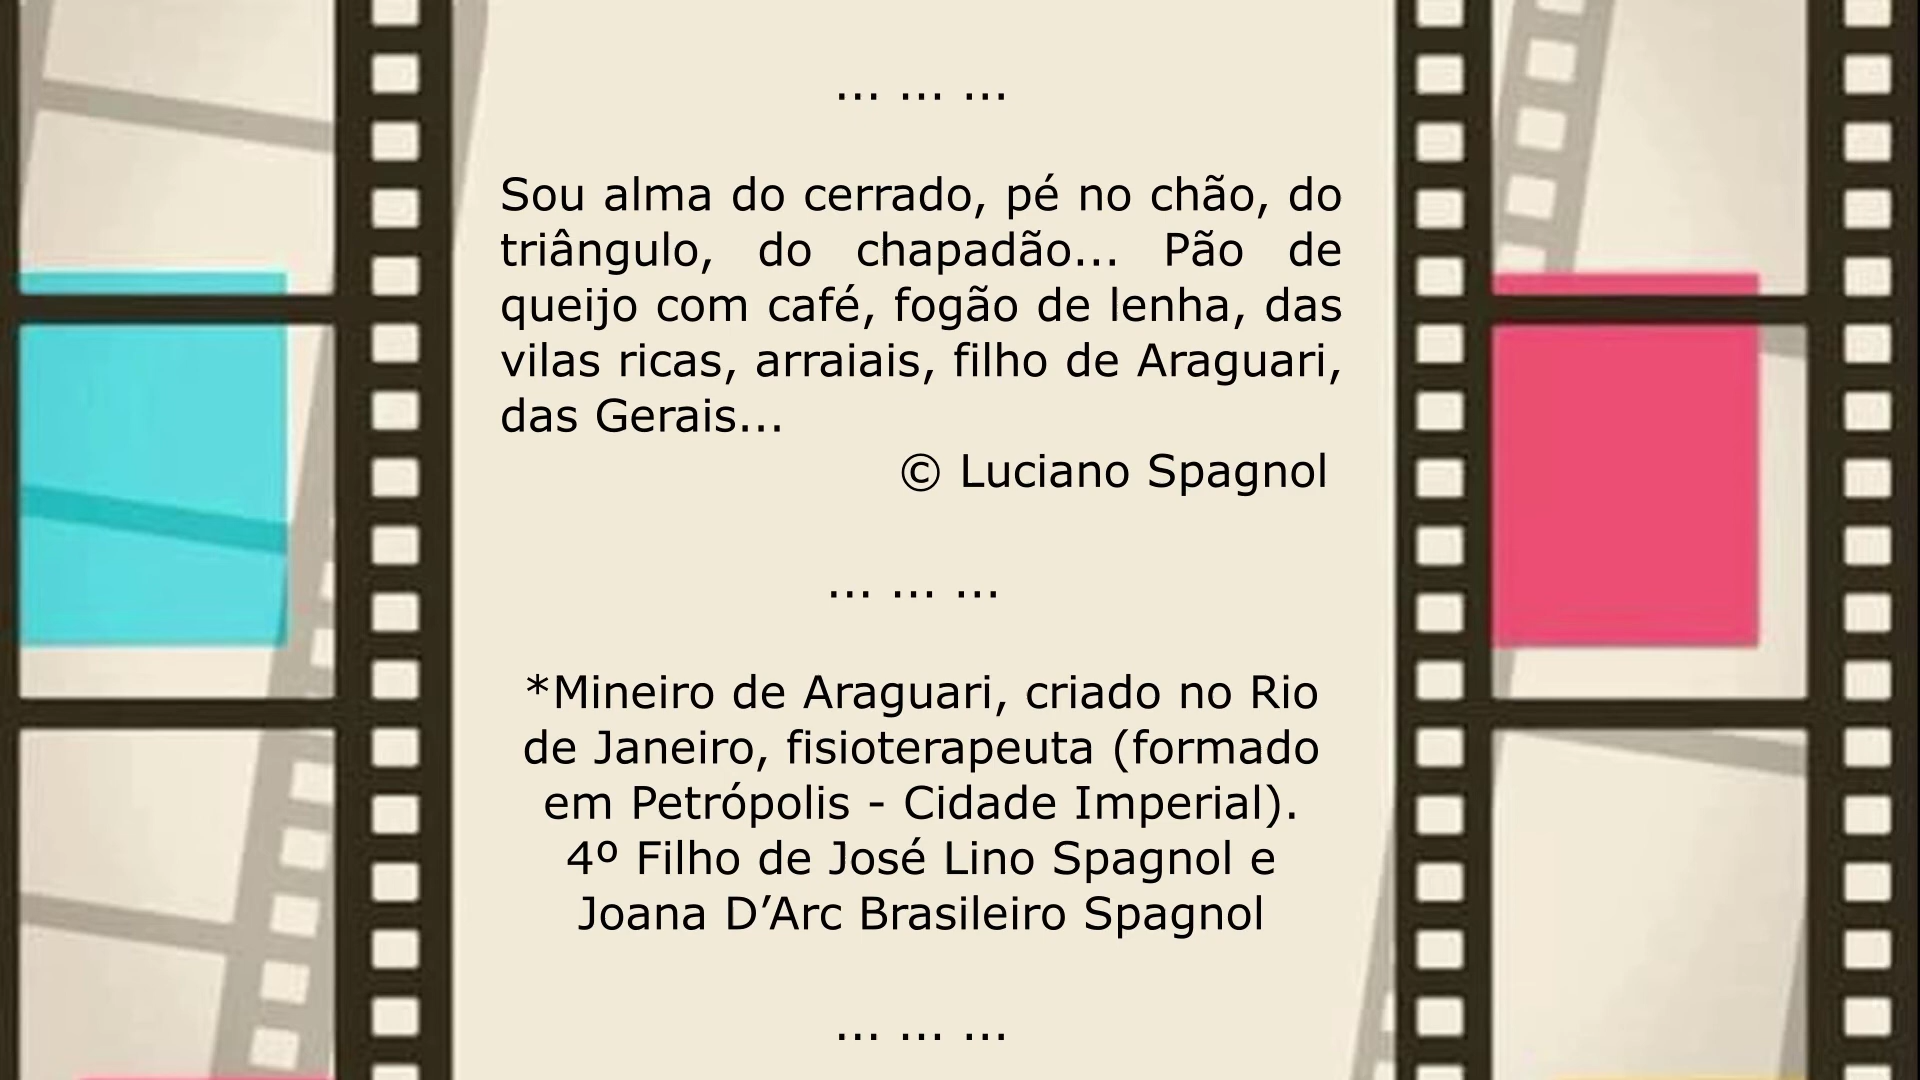 ... ... ...
Sou alma do cerrado, pé no chão, do
triângulo, do chapadão... Pão de
queijo com café, fogão de lenha, das
vilas ricas, arraiais, filho de Araguari,
das Gerais...
© Luciano Spagnol
... ... ...
*Mineiro de Araguari, criado no Rio
de Janeiro, fisioterapeuta (formado
em Petrópolis - Cidade Imperial).
4º Filho de José Lino Spagnol e
Joana D’Arc Brasileiro Spagnol
... ... ...